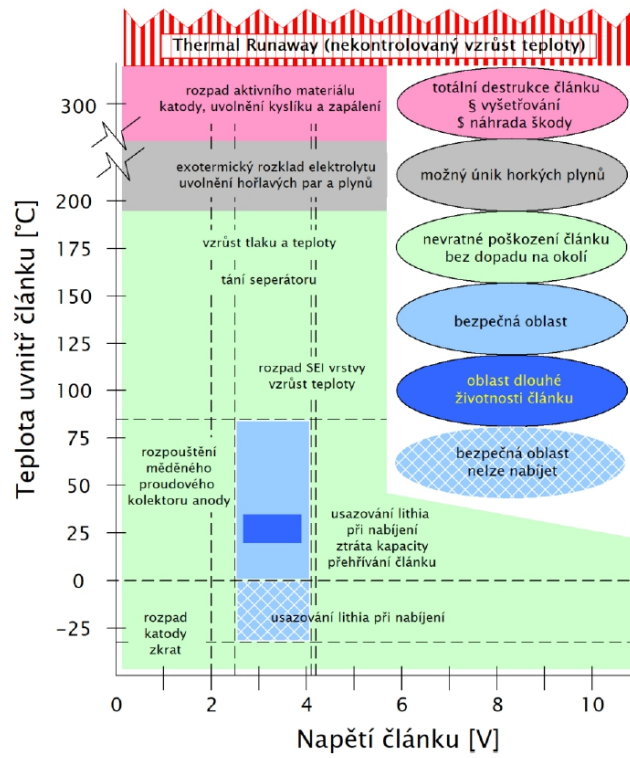 Thermal Runaway (nekontrolovaný vzrůst teploty)
rozpad aktivního materiálu
katody, uvolnění kyslíku a zapálení
totální destrukce článku
§ vyšetřování
$ náhrada škody
exotermický rozklad elektrolytu
uvolnění hořlavých par a plynů
možný únik horkých plynů
vzrůst tlaku a teploty
nevratné poškození článku
bez dopadu na okolí
tání seperátoru
bezpečná oblast
rozpad SEI vrstvy
vzrůst teploty
oblast dlouhé
životnosti článku
rozpouštění
měděného
proudového
kolektoru anody
bezpečná oblast
nelze nabíjet
usazování lithia
při nabíjení
ztráta kapacity
přehřívání článku
rozpad
katody
zkrat
usazování lithia při nabíjení
Teplota uvnitř článku [°C]
300
200
175
150
125
100
75
50
25
0
-25
0 2 4 6 8 10
Napětí článku [V]